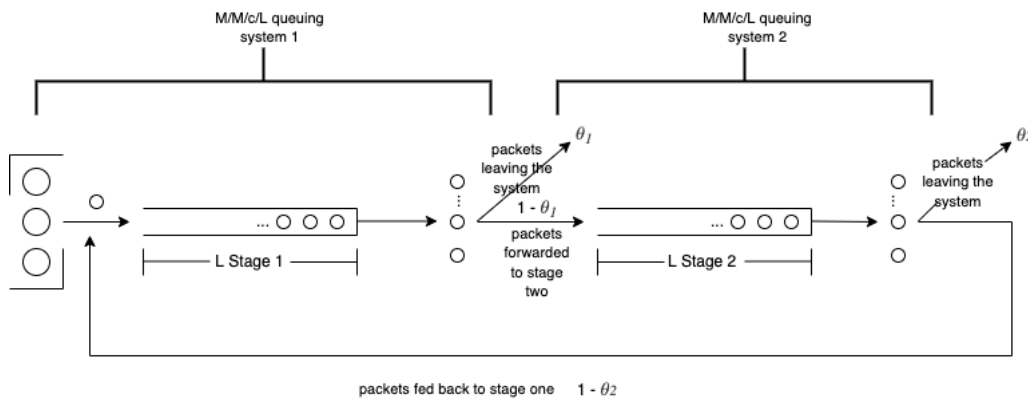 M/M/c/L queuing
system 1
M/M/c/L queuing
system 2
packets
leaving the
system
θ1
1 - θ1
packets
forwarded
to stage
two
packets
leaving the
system
θ2
...
L Stage 1
...
L Stage 2
packets fed back to stage one 1 - θ2